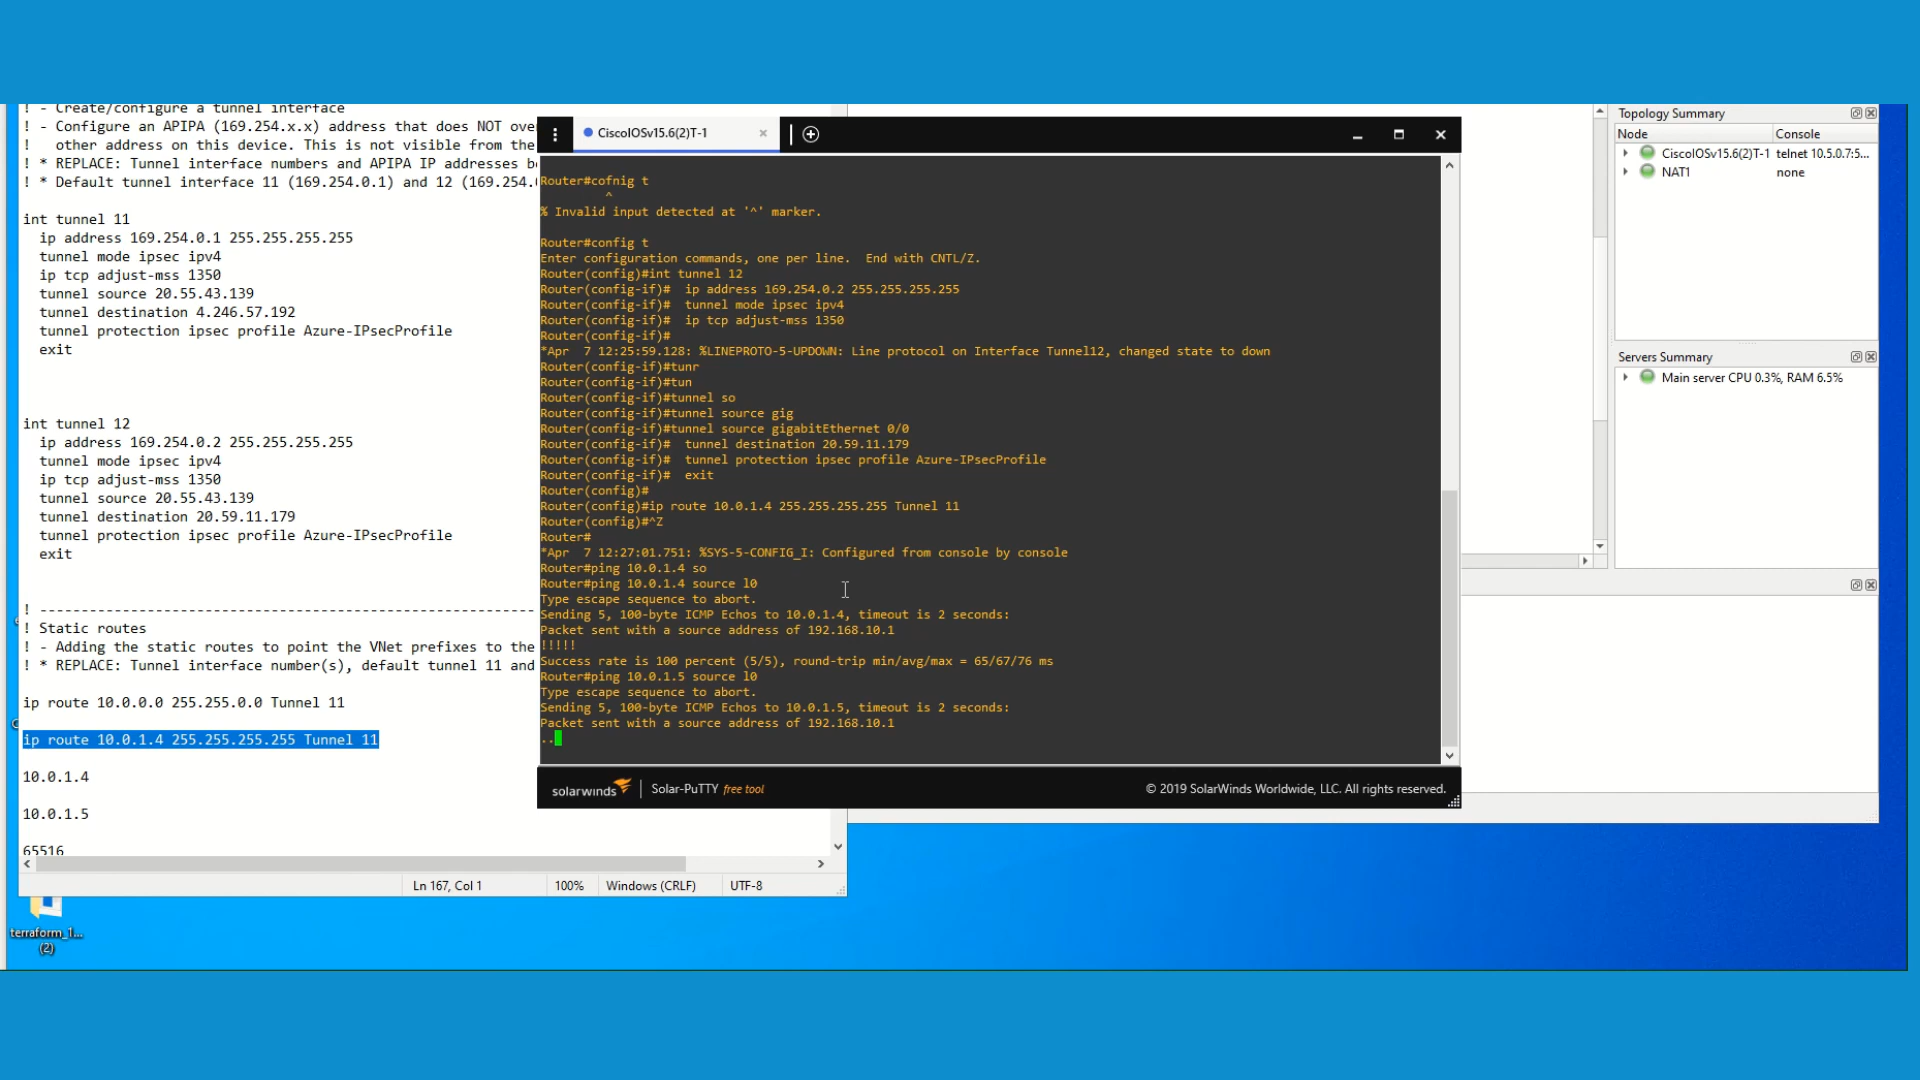 ! - Create/configure a tunnel interface
! - Configure an APIPA (169.254.x.x) address that does NOT ove
!   other address on this device. This is not visible from the
! * REPLACE: Tunnel interface numbers and APIPA IP addresses b
! * Default tunnel interface 11 (169.254.0.1) and 12 (169.254.
int tunnel 11
  ip address 169.254.0.1 255.255.255.255
  tunnel mode ipsec ipv4
  ip tcp adjust-mss 1350
  tunnel source 20.55.43.139
  tunnel destination 4.246.57.192
  tunnel protection ipsec profile Azure-IPsecProfile
  exit
int tunnel 12
  ip address 169.254.0.2 255.255.255.255
  tunnel mode ipsec ipv4
  ip tcp adjust-mss 1350
  tunnel source 20.55.43.139
  tunnel destination 20.59.11.179
  tunnel protection ipsec profile Azure-IPsecProfile
  exit
! ------------------------------------------------------------
! Static routes
! - Adding the static routes to point the VNet prefixes to the
! * REPLACE: Tunnel interface number(s), default tunnel 11 and
ip route 10.0.0.0 255.255.0.0 Tunnel 11
ip route 10.0.1.4 255.255.255.255 Tunnel 11
10.0.1.4
10.0.1.5
65516
Ln 167, Col 1
100%
Windows (CRLF)
UTF-8
terraform_1...
(2)
CiscoIOSv15.6(2)T-1
Router#cofnig t
^
% Invalid input detected at '^' marker.
Router#config t
Enter configuration commands, one per line.  End with CNTL/Z.
Router(config)#int tunnel 12
Router(config-if)#  ip address 169.254.0.2 255.255.255.255
Router(config-if)#  tunnel mode ipsec ipv4
Router(config-if)#  ip tcp adjust-mss 1350
Router(config-if)#
*Apr  7 12:25:59.128: %LINEPROTO-5-UPDOWN: Line protocol on Interface Tunnel12, changed state to down
Router(config-if)#tunr
Router(config-if)#tun
Router(config-if)#tunnel so
Router(config-if)#tunnel source gig
Router(config-if)#tunnel source gigabitEthernet 0/0
Router(config-if)#  tunnel destination 20.59.11.179
Router(config-if)#  tunnel protection ipsec profile Azure-IPsecProfile
Router(config-if)#  exit
Router(config)#
Router(config)#ip route 10.0.1.4 255.255.255.255 Tunnel 11
Router(config)#^Z
Router#
*Apr  7 12:27:01.751: %SYS-5-CONFIG_I: Configured from console by console
Router#ping 10.0.1.4 so
Router#ping 10.0.1.4 source l0
Type escape sequence to abort.
Sending 5, 100-byte ICMP Echos to 10.0.1.4, timeout is 2 seconds:
Packet sent with a source address of 192.168.10.1
!!!!!
Success rate is 100 percent (5/5), round-trip min/avg/max = 65/67/76 ms
Router#ping 10.0.1.5 source l0
Type escape sequence to abort.
Sending 5, 100-byte ICMP Echos to 10.0.1.5, timeout is 2 seconds:
Packet sent with a source address of 192.168.10.1
..
solarwinds
Solar-PuTTY free tool
© 2019 SolarWinds Worldwide, LLC. All rights reserved.
Topology Summary
Node Console
CiscoIOSv15.6(2)T-1 telnet 10.5.0.7:5...
NAT1 none
Servers Summary
Main server CPU 0.3%, RAM 6.5%